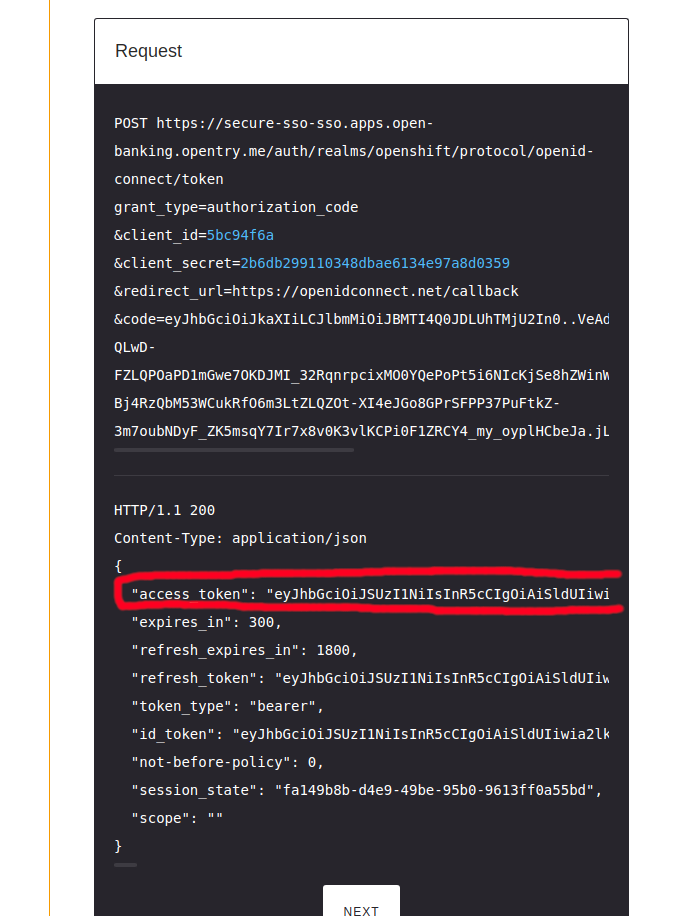 Request
POST https://secure-sso-sso.apps.open-
banking.opentry.me/auth/realms/openshift/protocol/openid-
connect/token
grant_type=authorization_code
&client_id=5bc94f6a
&client_secret=2b6db299110348dbae6134e97a8d0359
&redirect_url=https://openidconnect.net/callback
&code=eyJhbGciOiJkaXIiLCJlbmMiOiJBMTI4Q0JDLUhTMjU2In0..VeAd
QLwD-
FZLQPOaPD1mGwe7OKDJMI_32RqnrpcixMO0YQePoPt5i6NIcKjSe8hZWinW
Bj4RzQbM53WCukRfO6m3LtZLQZOt-XI4eJGo8GPrSFPP37PuFtkZ-
3m7oubNDyF_ZK5msqY7Ir7x8v0K3vlKCPi0F1ZRCY4_my_oyplHCbeJa.jL
HTTP/1.1 200
Content-Type: application/json
{
"access_token": "eyJhbGciOiJSUzI1NiIsInR5cCIgOiAiSldUIiwi
"expires_in": 300,
"refresh_expires_in": 1800,
"refresh_token": "eyJhbGciOiJSUzI1NiIsInR5cCIgOiAiSldUIiw
"token_type": "bearer",
"id_token": "eyJhbGciOiJSUzI1NiIsInR5cCIgOiAiSldUIiwia2lk
"not-before-policy": 0,
"session_state": "fa149b8b-d4e9-49be-95b0-9613ff0a55bd",
"scope": ""
}
NEXT